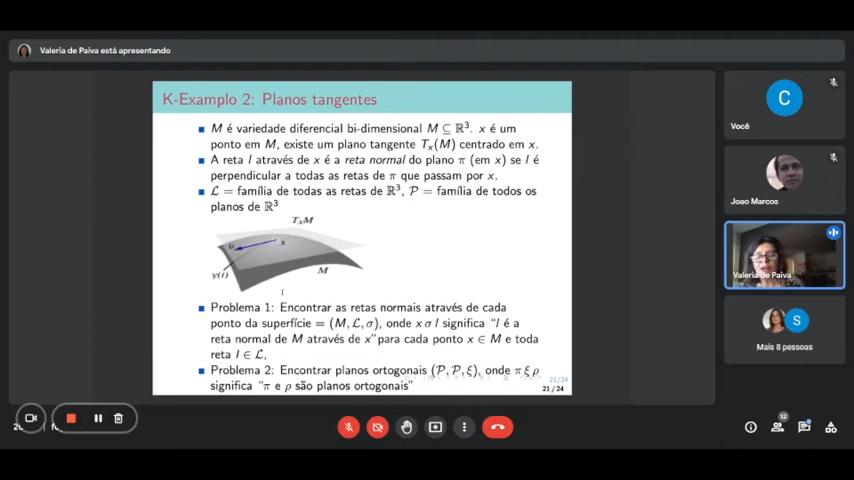 Valeria de Paiva está apresentando
K-Exemplo 2: Planos tangentes
M é variedade diferencial bi-dimensional M ⊆ ℝ³. x é um
ponto em M, existe um plano tangente Tₓ(M) centrado em x.
A reta l através de x é a reta normal do plano π (em x) se l é
perpendicular a todas as retas de π que passam por x.
ℒ = família de todas as retas de ℝ³, 𝒫 = família de todos os
planos de ℝ³
TₓM
υ
x
γ(t)
M
Problema 1: Encontrar as retas normais através de cada
ponto da superfície = (M, ℒ, σ), onde x σ l significa “l é a
reta normal de M através de x”para cada ponto x ∈ M e toda
reta l ∈ ℒ,
Problema 2: Encontrar planos ortogonais (𝒫, 𝒫, ξ), onde π ξ ρ
significa “π e ρ são planos ortogonais”
21/24
21 / 24
C
Você
Joao Marcos
Valeria de Paiva
S
Mais 8 pessoas
12